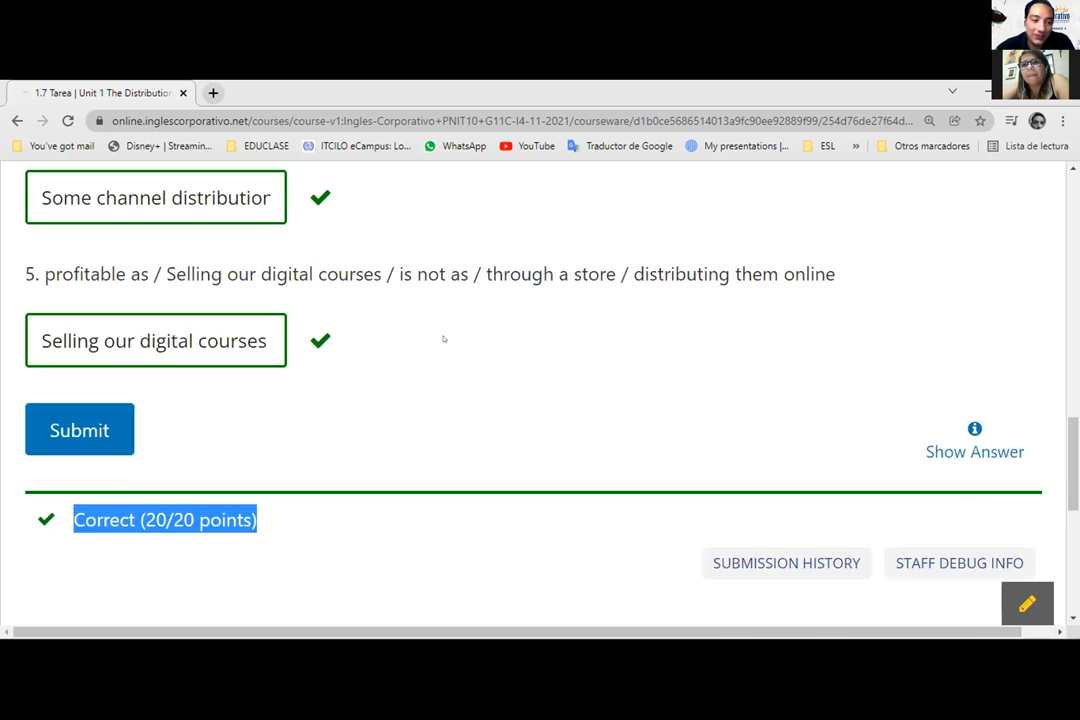 1.7 Tarea | Unit 1 The Distribution
online.inglescorporativo.net/courses/course-v1:Ingles-Corporativo+PNIT10+G11C-I4-11-2021/courseware/d1b0ce5686514013a9fc90ee92889f99/254d76de27f64d...
You've got mail
Disney+ | Streamin...
EDUCLASE
ITCILO eCampus: Lo...
WhatsApp
YouTube
Traductor de Google
My presentations |...
ESL
»
Otros marcadores
Lista de lectura
Some channel distribution
5. profitable as / Selling our digital courses / is not as / through a store / distributing them online
Selling our digital courses
Submit
Show Answer
Correct (20/20 points)
SUBMISSION HISTORY
STAFF DEBUG INFO